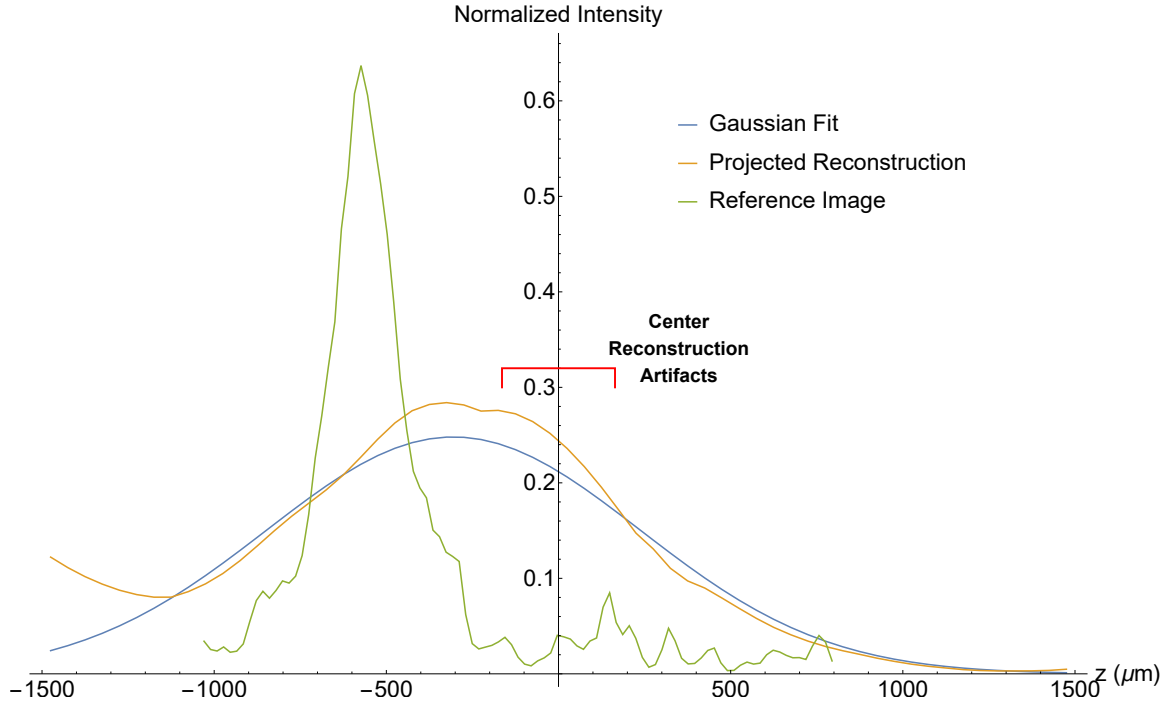 Normalized Intensity
0.6
0.5
0.4
0.3
0.2
0.1
Gaussian Fit
Projected Reconstruction
Reference Image
Center
Reconstruction
Artifacts
−1500 −1000 −500 500 1000 1500 z (μm)